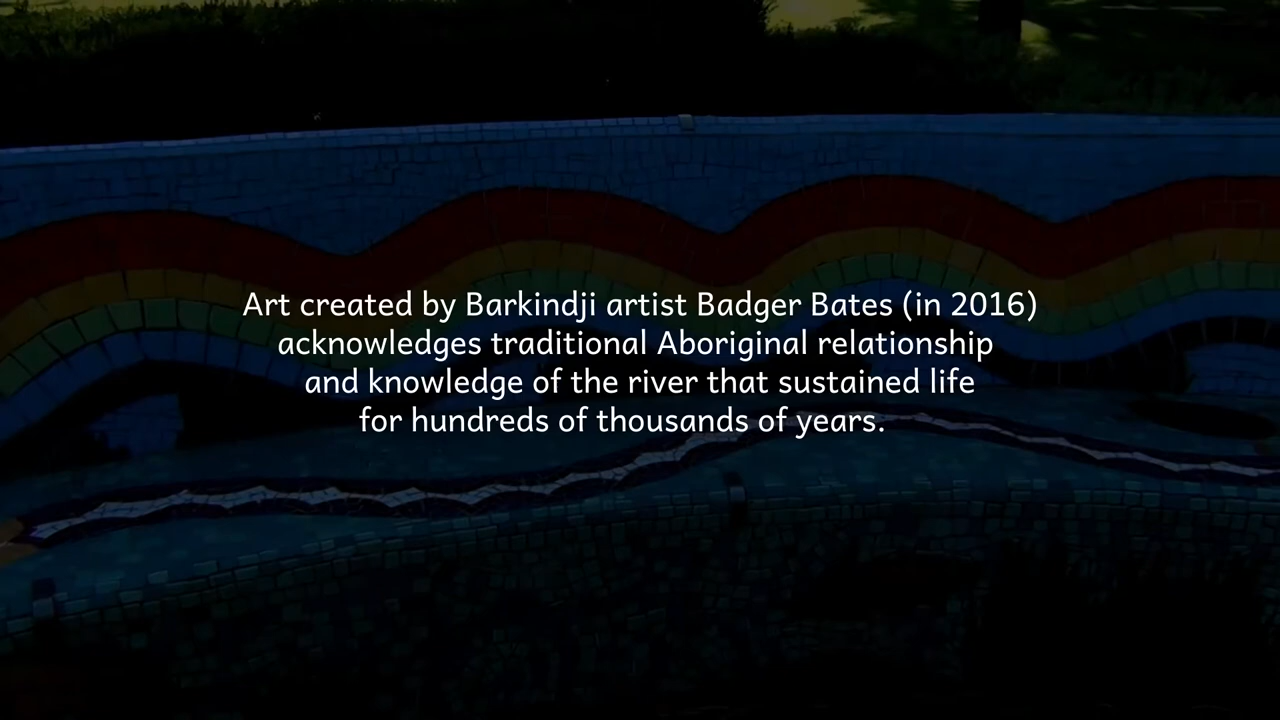 Art created by Barkindji artist Badger Bates (in 2016)
acknowledges traditional Aboriginal relationship
and knowledge of the river that sustained life
for hundreds of thousands of years.